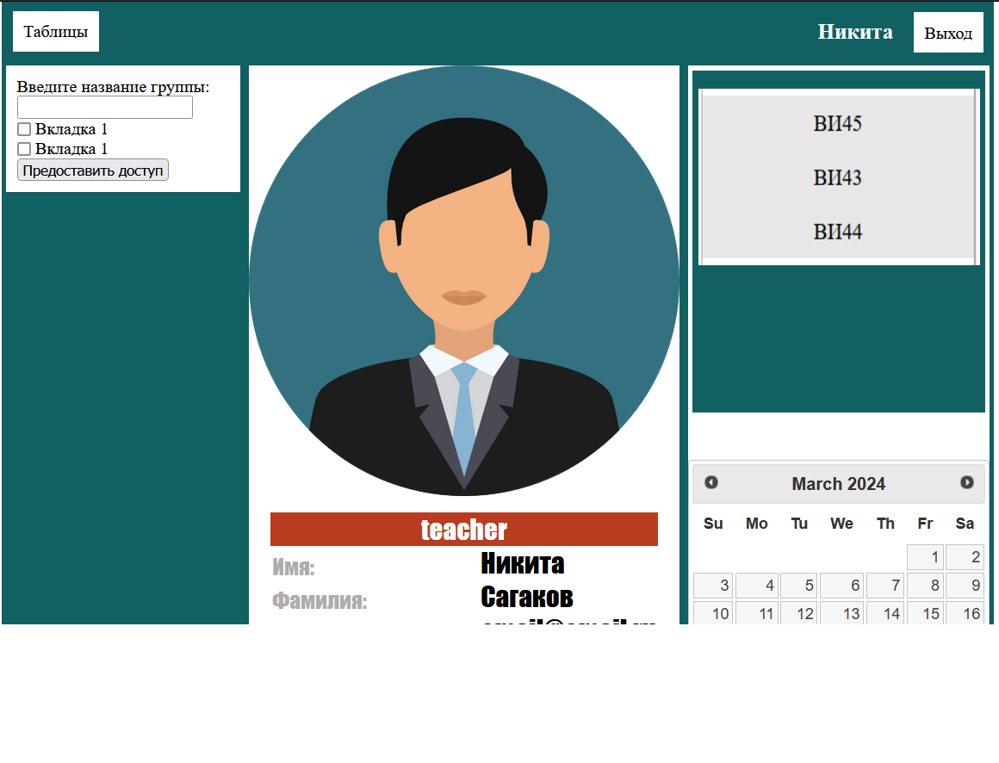 Таблицы
Никита
Выход
Введите название группы:
Вкладка 1
Вкладка 1
Предоставить доступ
teacher
Имя:
Никита
Фамилия:
Сагаков
ВИ45
ВИ43
ВИ44
March 2024
Su Mo Tu We Th Fr Sa
1 2
3 4 5 6 7 8 9
10 11 12 13 14 15 16